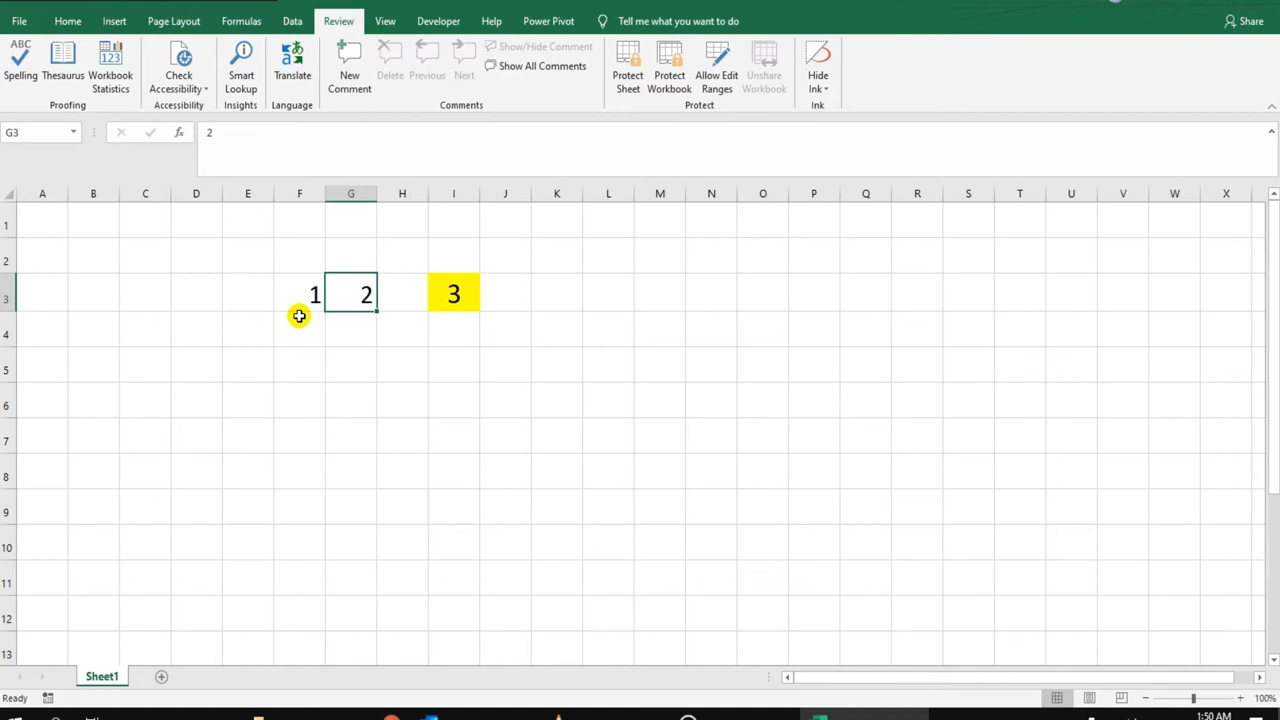 File Home Insert Page Layout Formulas Data Review View Developer Help Power Pivot Tell me what you want to do Share
ABC
123
Spelling Thesaurus Workbook Statistics
Check Accessibility
Smart Lookup
Translate
New Comment
Delete Previous Next
Show/Hide Comment
Show All Comments
Protect Sheet
Protect Workbook
Allow Edit Ranges
Unshare Workbook
Hide Ink
Proofing Accessibility Insights Language Comments Protect Ink
G3 fx 2
A B C D E F G H I J K L M N O P Q R S T U V W X
1
2
3 1 2 3
4
5
6
7
8
9
10
11
12
13
Sheet1
Ready 100%
1:50 AM